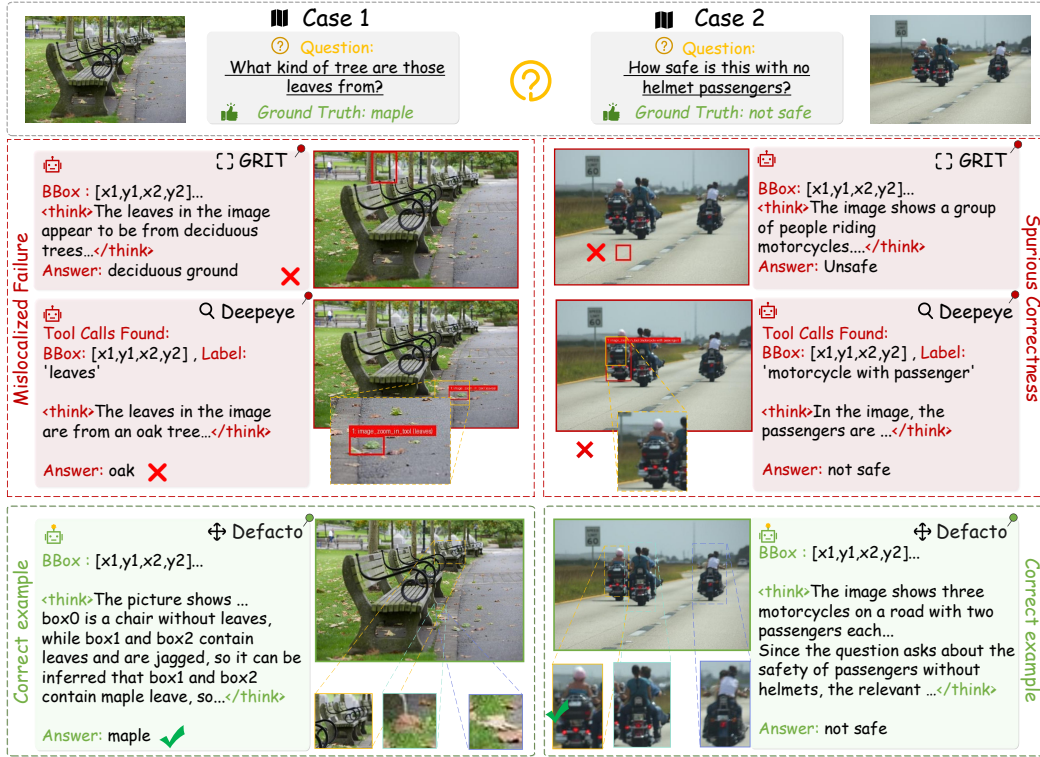 Case 1
Question:
What kind of tree are those
leaves from?
Ground Truth: maple
Case 2
Question:
How safe is this with no
helmet passengers?
Ground Truth: not safe
Mislocalized Failure
GRIT
BBox : [x1,y1,x2,y2]...
<think>The leaves in the image
appear to be from deciduous
trees...</think>
Answer: deciduous ground
Deepeye
Tool Calls Found:
BBox: [x1,y1,x2,y2] , Label:
'leaves'
<think>The leaves in the image
are from an oak tree...</think>
Answer: oak
1: image_zoom_in_tool (leaves)
Spurious Correctness
SPEED
LIMIT
60
GRIT
BBox: [x1,y1,x2,y2]...
<think>The image shows a group
of people riding
motorcycles....</think>
Answer: Unsafe
Deepeye
Tool Calls Found:
BBox: [x1,y1,x2,y2] , Label:
'motorcycle with passenger'
<think>In the image, the
passengers are ...</think>
Answer: not safe
Correct example
Defacto
BBox : [x1,y1,x2,y2]...
<think>The picture shows ...
box0 is a chair without leaves,
while box1 and box2 contain
leaves and are jagged, so it can be
inferred that box1 and box2
contain maple leave, so...</think>
Answer: maple
Correct example
Defacto
BBox : [x1,y1,x2,y2]...
<think>The image shows three
motorcycles on a road with two
passengers each...
Since the question asks about the
safety of passengers without
helmets, the relevant ...</think>
Answer: not safe